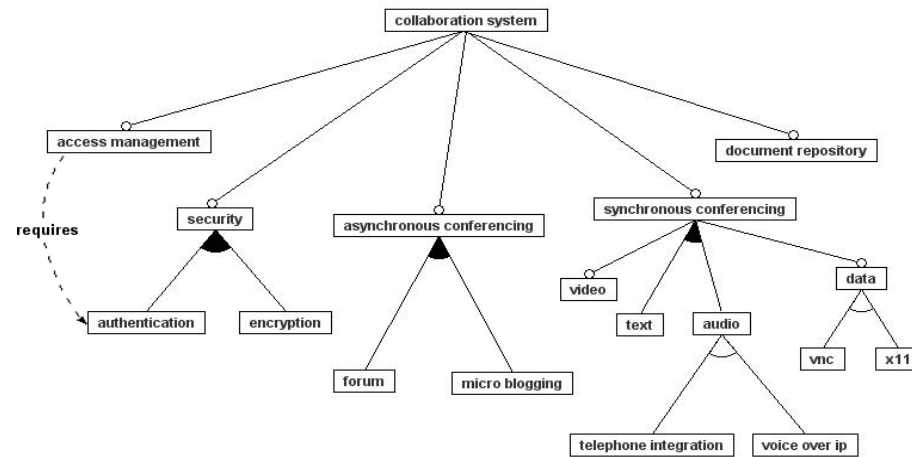 collaboration system
access management
document repository
security
synchronous conferencing
asynchronous conferencing
requires
video
data
authentication
encryption
text
audio
vnc
x11
forum
micro blogging
telephone integration
voice over ip